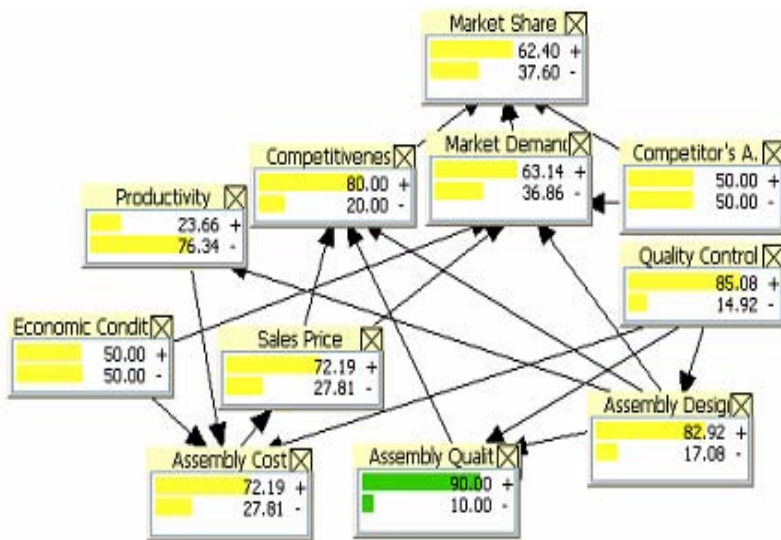 Market Share
62.40 +
37.60 -
Competitivenes
80.00 +
20.00 -
Market Demand
63.14 +
36.86 -
Competitor's A.
50.00 +
50.00 -
Productivity
23.66 +
76.34 -
Quality Control
85.08 +
14.92 -
Economic Condit
50.00 +
50.00 -
Sales Price
72.19 +
27.81 -
Assembly Design
82.92 +
17.08 -
Assembly Cost
72.19 +
27.81 -
Assembly Qualit
90.00 +
10.00 -